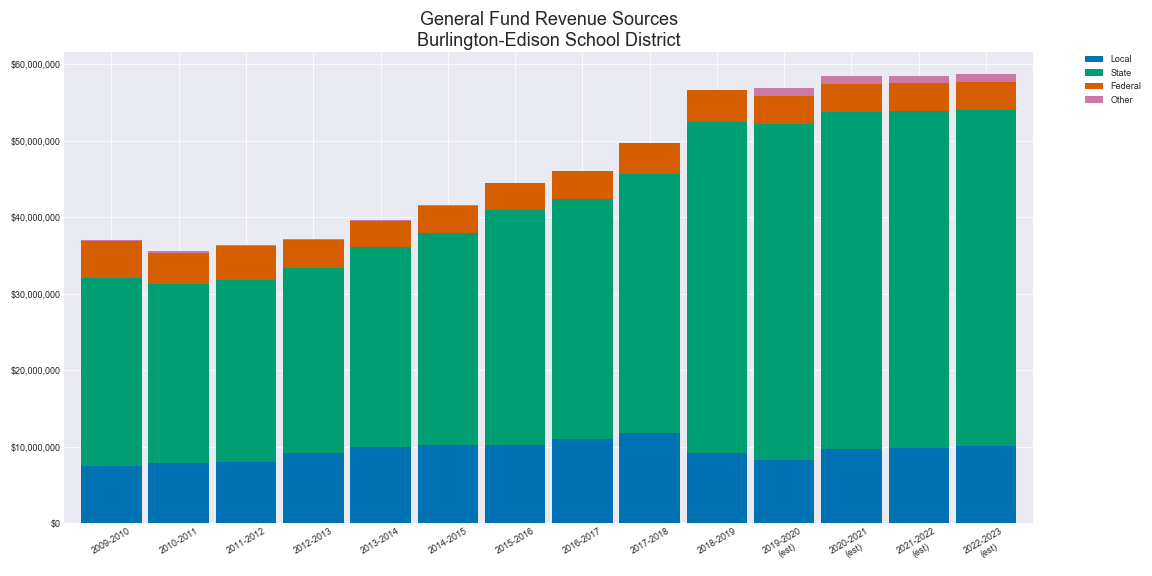 General Fund Revenue Sources
Burlington-Edison School District
$60,000,000
$50,000,000
$40,000,000
$30,000,000
$20,000,000
$10,000,000
$0
2009-2010
2010-2011
2011-2012
2012-2013
2013-2014
2014-2015
2015-2016
2016-2017
2017-2018
2018-2019
2019-2020
(est)
2020-2021
(est)
2021-2022
(est)
2022-2023
(est)
Local
State
Federal
Other